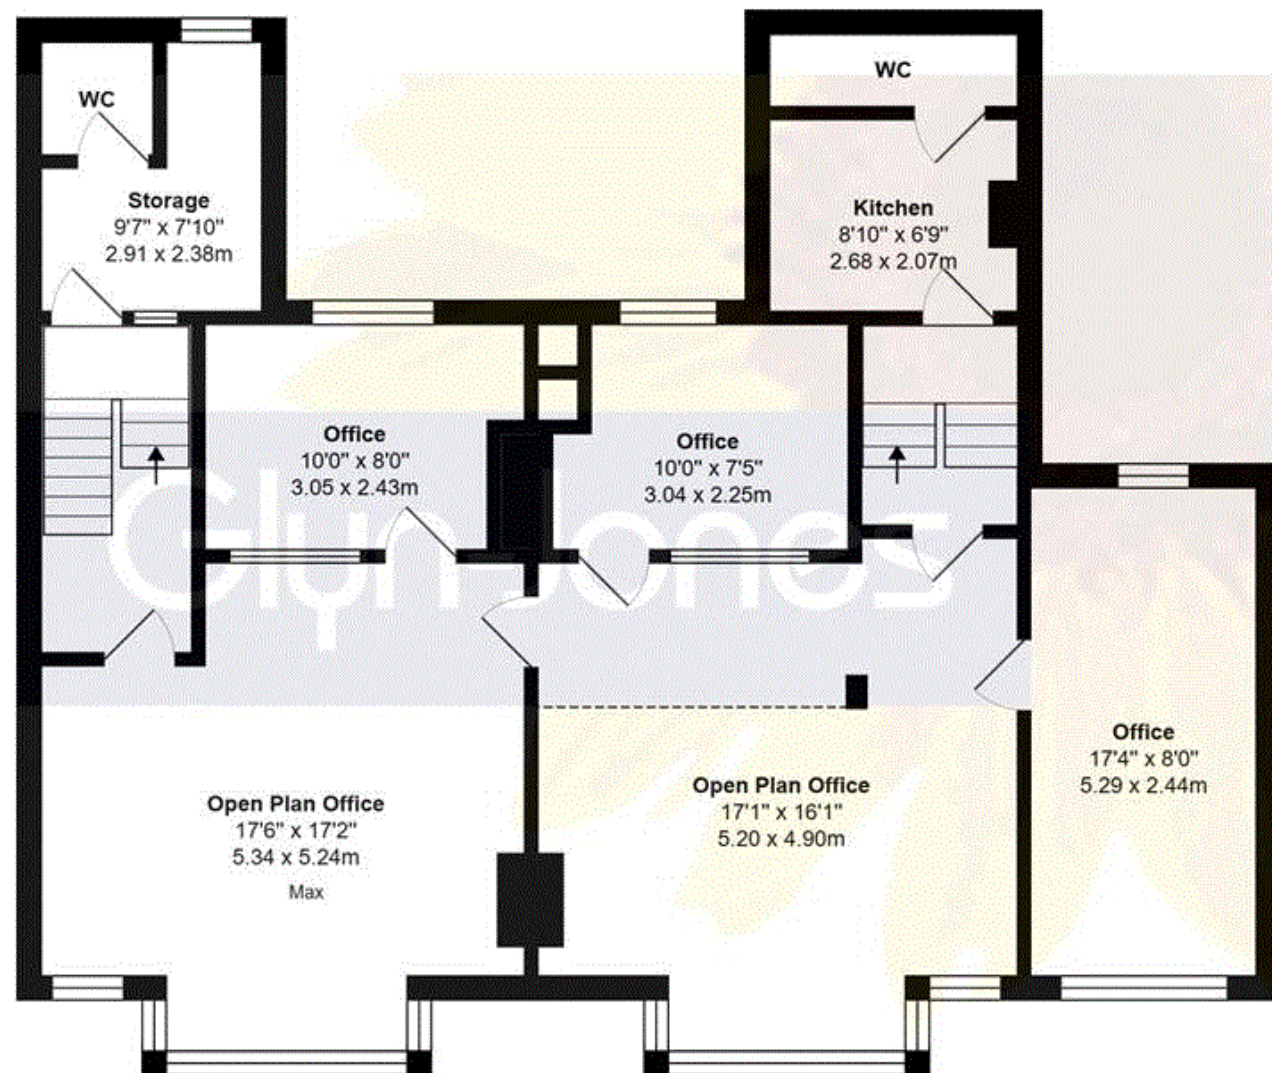 WC
WC
Storage
9'7" x 7'10"
2.91 x 2.38m
Kitchen
8'10" x 6'9"
2.68 x 2.07m
Office
10'0" x 8'0"
3.05 x 2.43m
Office
10'0" x 7'5"
3.04 x 2.25m
Glyn-Jones
Office
17'4" x 8'0"
5.29 x 2.44m
Open Plan Office
17'6" x 17'2"
5.34 x 5.24m
Max
Open Plan Office
17'1" x 16'1"
5.20 x 4.90m